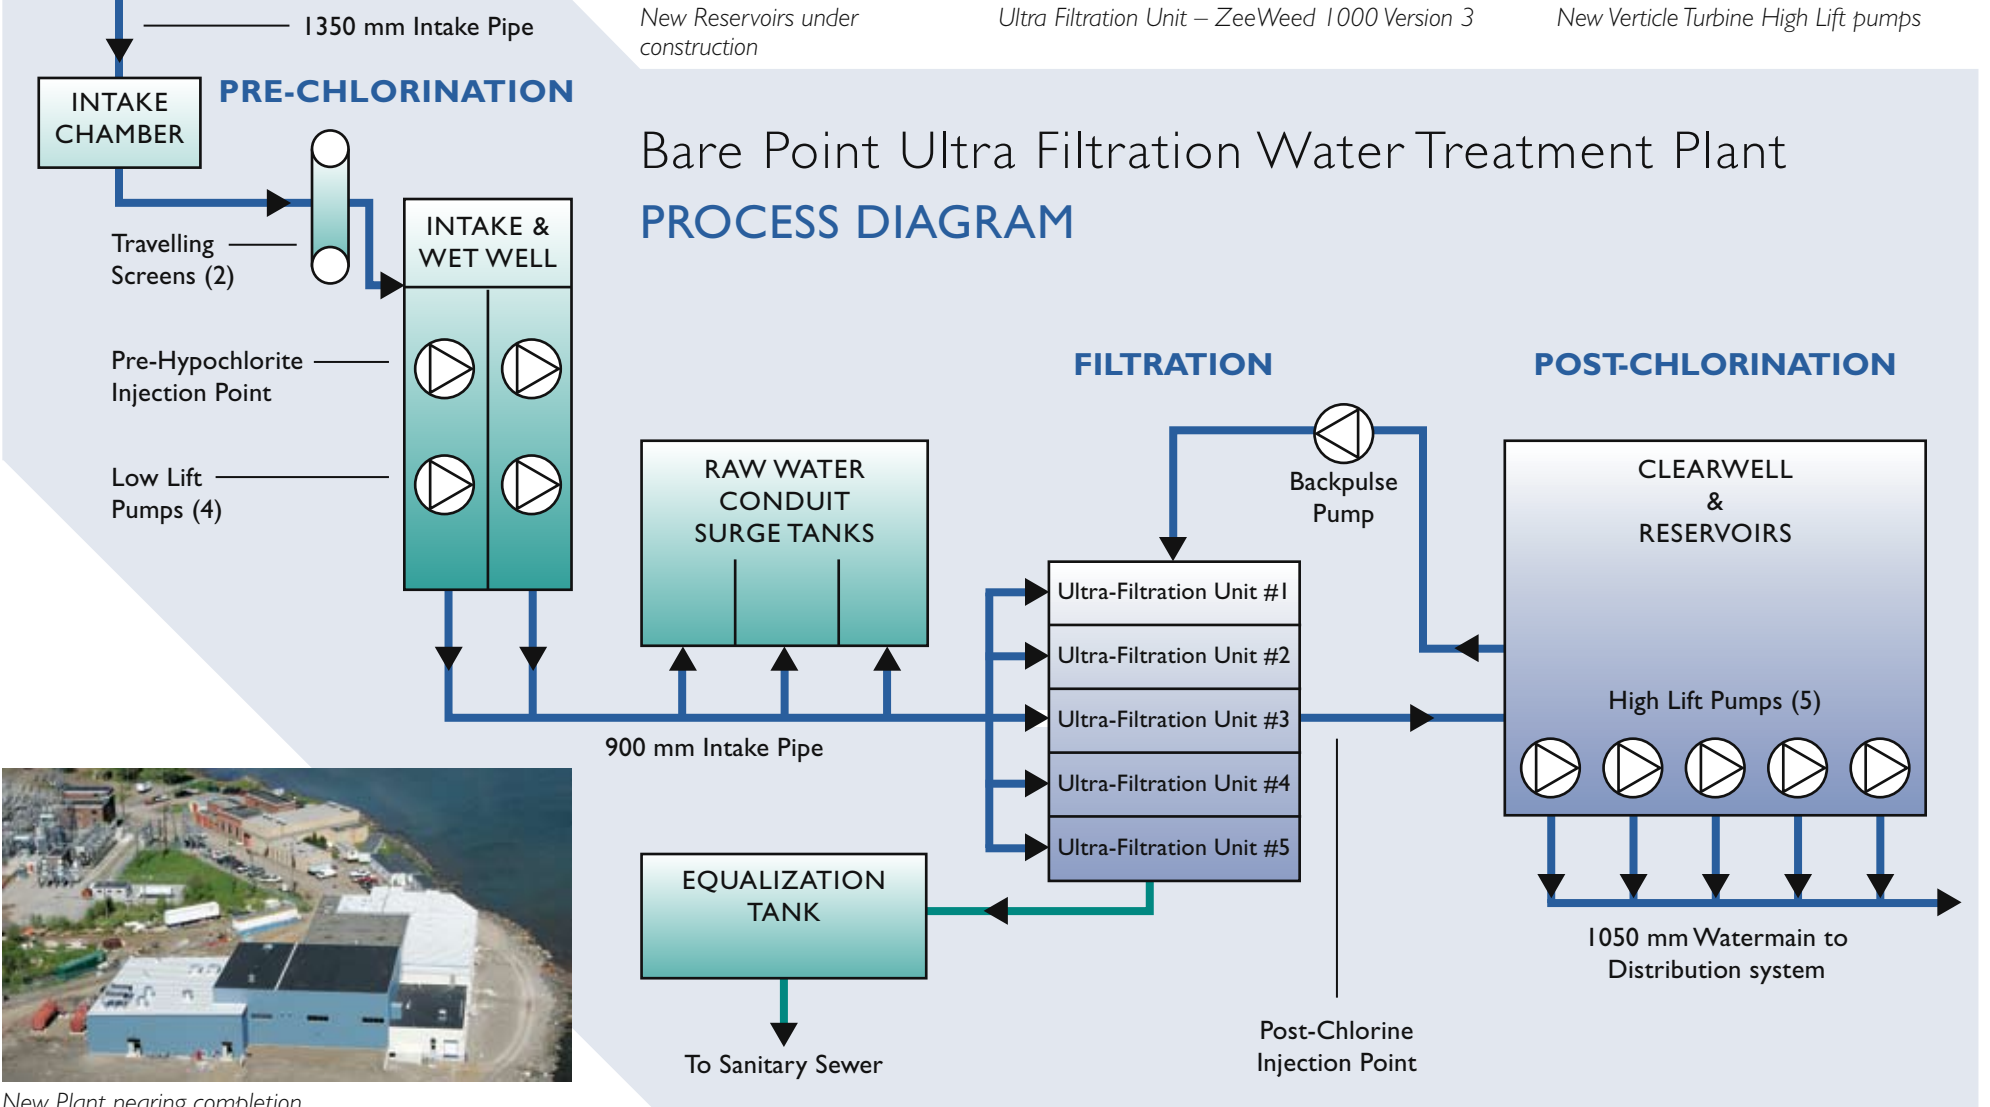 1350 mm Intake Pipe
New Reservoirs under
construction
Ultra Filtration Unit – ZeeWeed 1000 Version 3
New Verticle Turbine High Lift pumps
INTAKE
CHAMBER
PRE-CHLORINATION
Bare Point Ultra Filtration Water Treatment Plant
PROCESS DIAGRAM
Travelling
Screens (2)
INTAKE &
WET WELL
Pre-Hypochlorite
Injection Point
Low Lift
Pumps (4)
FILTRATION
POST-CHLORINATION
RAW WATER
CONDUIT
SURGE TANKS
Backpulse
Pump
CLEARWELL
&
RESERVOIRS
Ultra-Filtration Unit #1
Ultra-Filtration Unit #2
Ultra-Filtration Unit #3
Ultra-Filtration Unit #4
Ultra-Filtration Unit #5
High Lift Pumps (5)
900 mm Intake Pipe
EQUALIZATION
TANK
1050 mm Watermain to
Distribution system
Post-Chlorine
Injection Point
To Sanitary Sewer
New Plant nearing completion